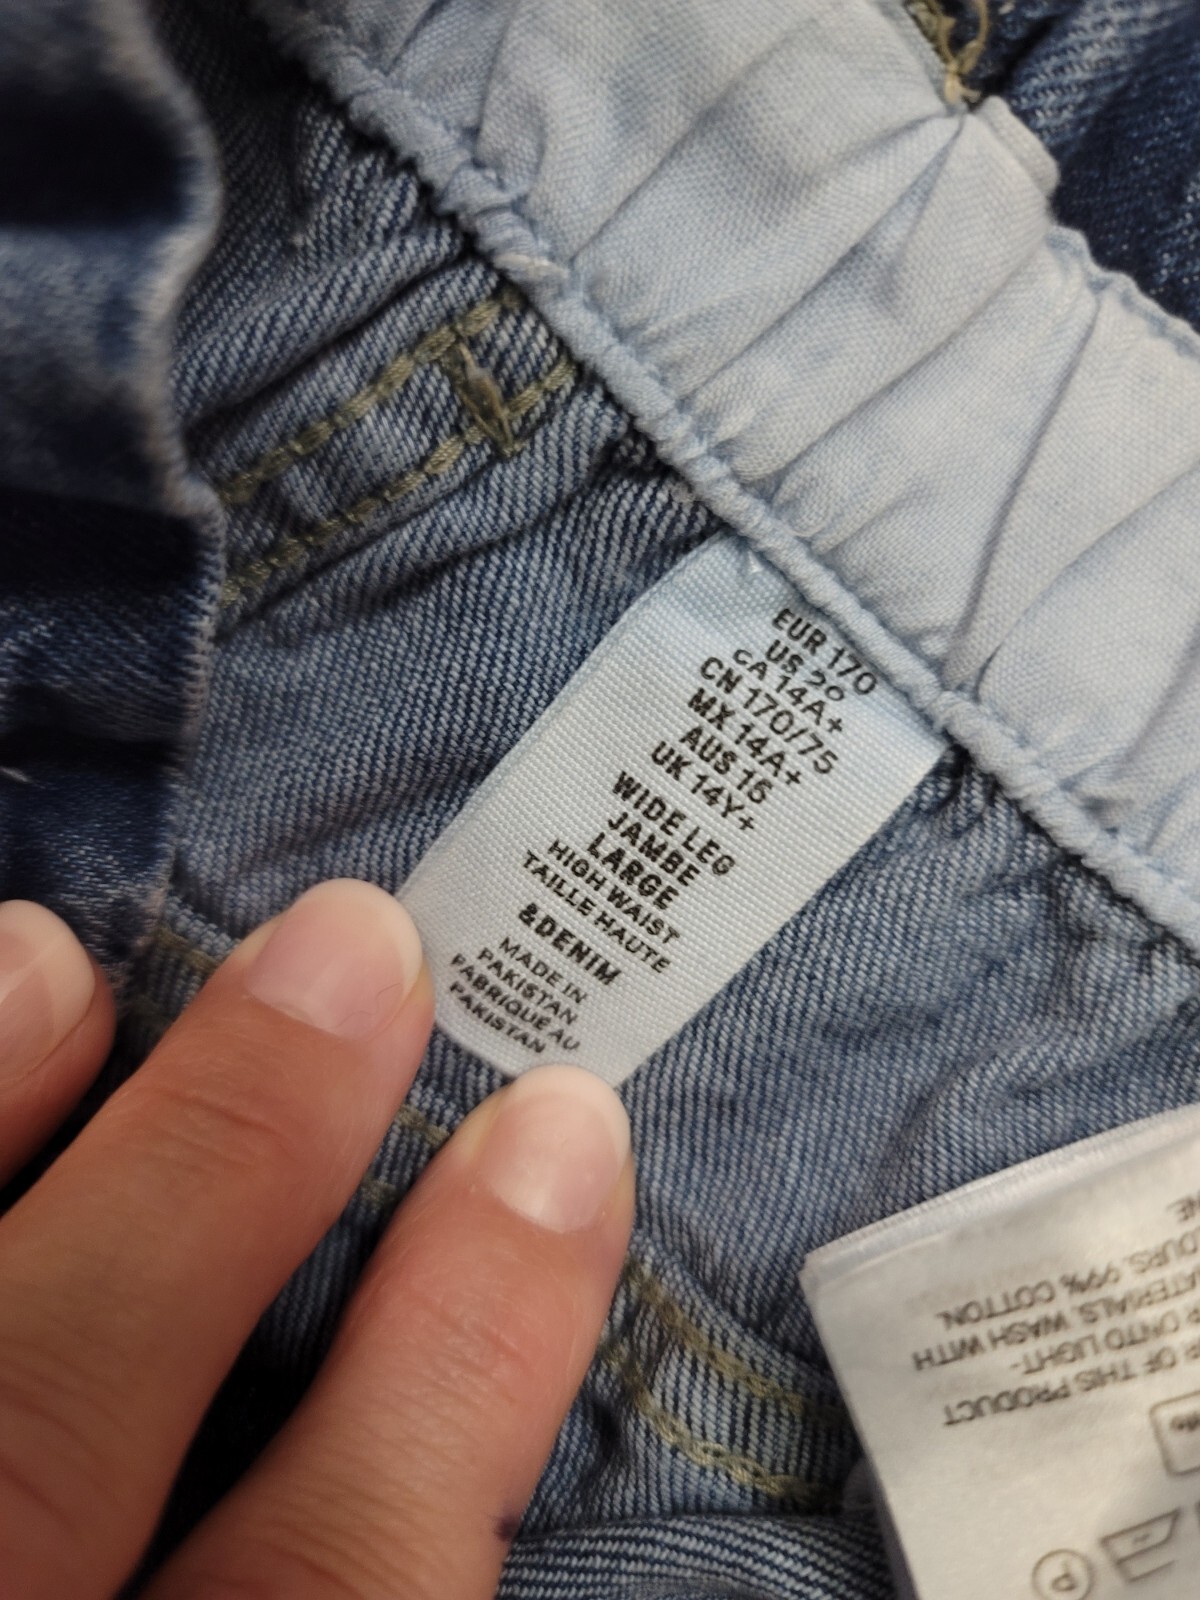 EUR 170
US 20
CA 14A+
CN 170/75
MX 14A+
AUS 16
UK 14Y+
WIDE LEG
JAMBE
LARGE
HIGH WAIST
TAILLE HAUTE
&DENIM
MADE IN
PAKISTAN
FABRIQUÉ AU
PAKISTAN
P
OF THIS PRODUCT
ONTO LIGHT-
WASH WITH
99% COTTON.